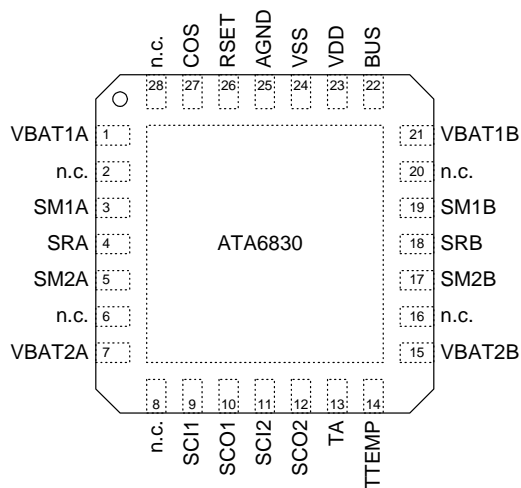 n.c. COS RSET AGND VSS VDD BUS
28 27 26 25 24 23 22
VBAT1A 1 21 VBAT1B
n.c. 2 20 n.c.
SM1A 3 19 SM1B
SRA 4 ATA6830 18 SRB
SM2A 5 17 SM2B
n.c. 6 16 n.c.
VBAT2A 7 15 VBAT2B
8 9 10 11 12 13 14
n.c. SCI1 SCO1 SCI2 SCO2 TA TTEMP